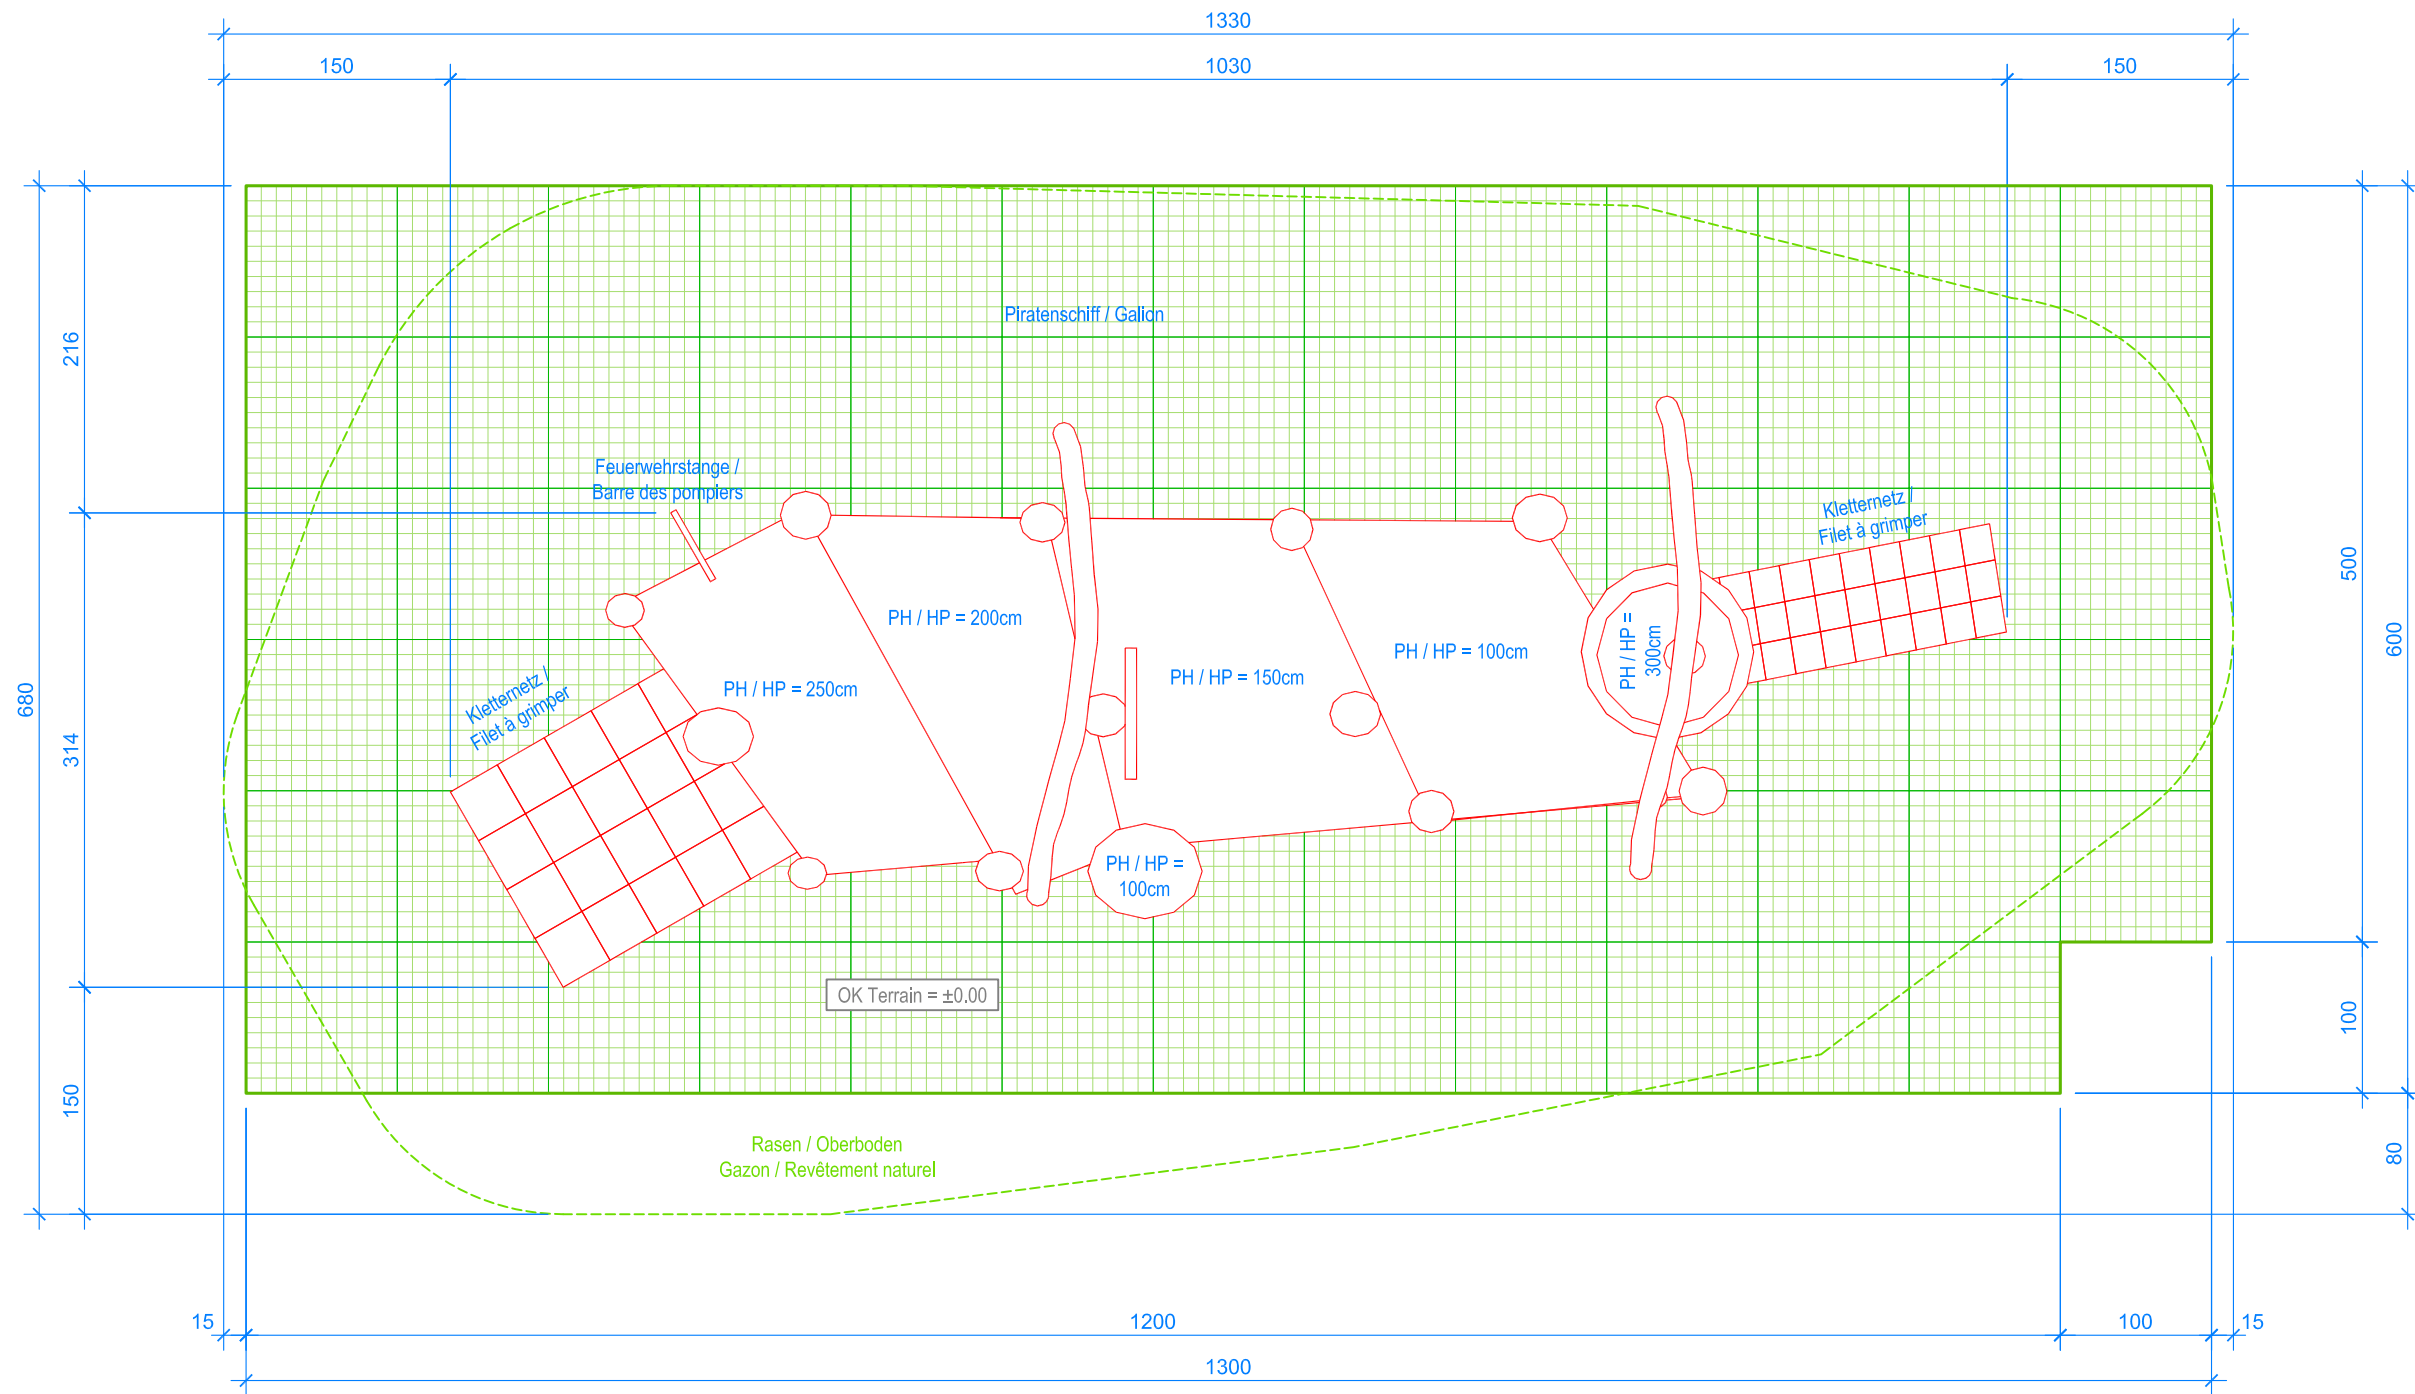 1330
150
1030
150
Piratenschiff / Galion
216
Feuerwehrstange /
Barre des pompiers
Kletternetz /
Filet à grimper
500
600
680
314
PH / HP = 200cm
PH / HP = 250cm
PH / HP = 150cm
PH / HP = 100cm
PH / HP =
300cm
Kletternetz /
Filet à grimper
PH / HP =
100cm
OK Terrain = ±0.00
100
150
80
Rasen / Oberboden
Gazon / Revêtement naturel
15
1200
100
15
1300